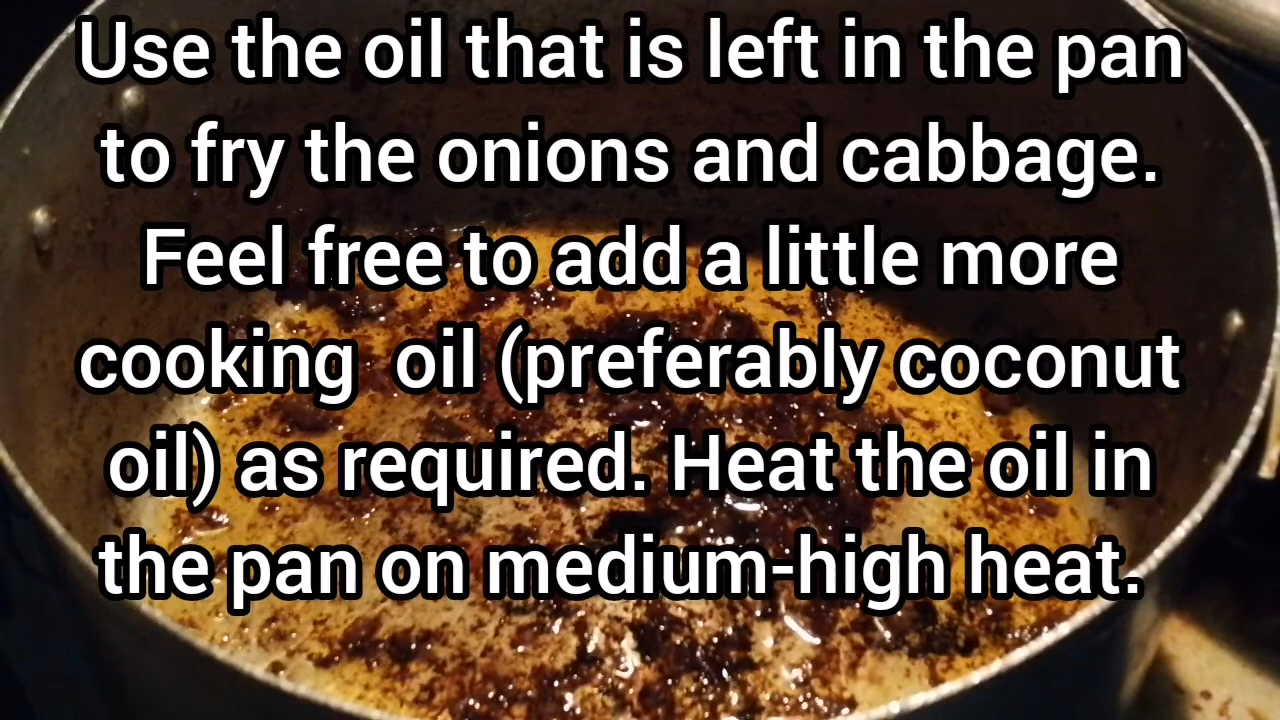 Use the oil that is left in the pan
to fry the onions and cabbage.
Feel free to add a little more
cooking  oil (preferably coconut
oil) as required. Heat the oil in
the pan on medium-high heat.